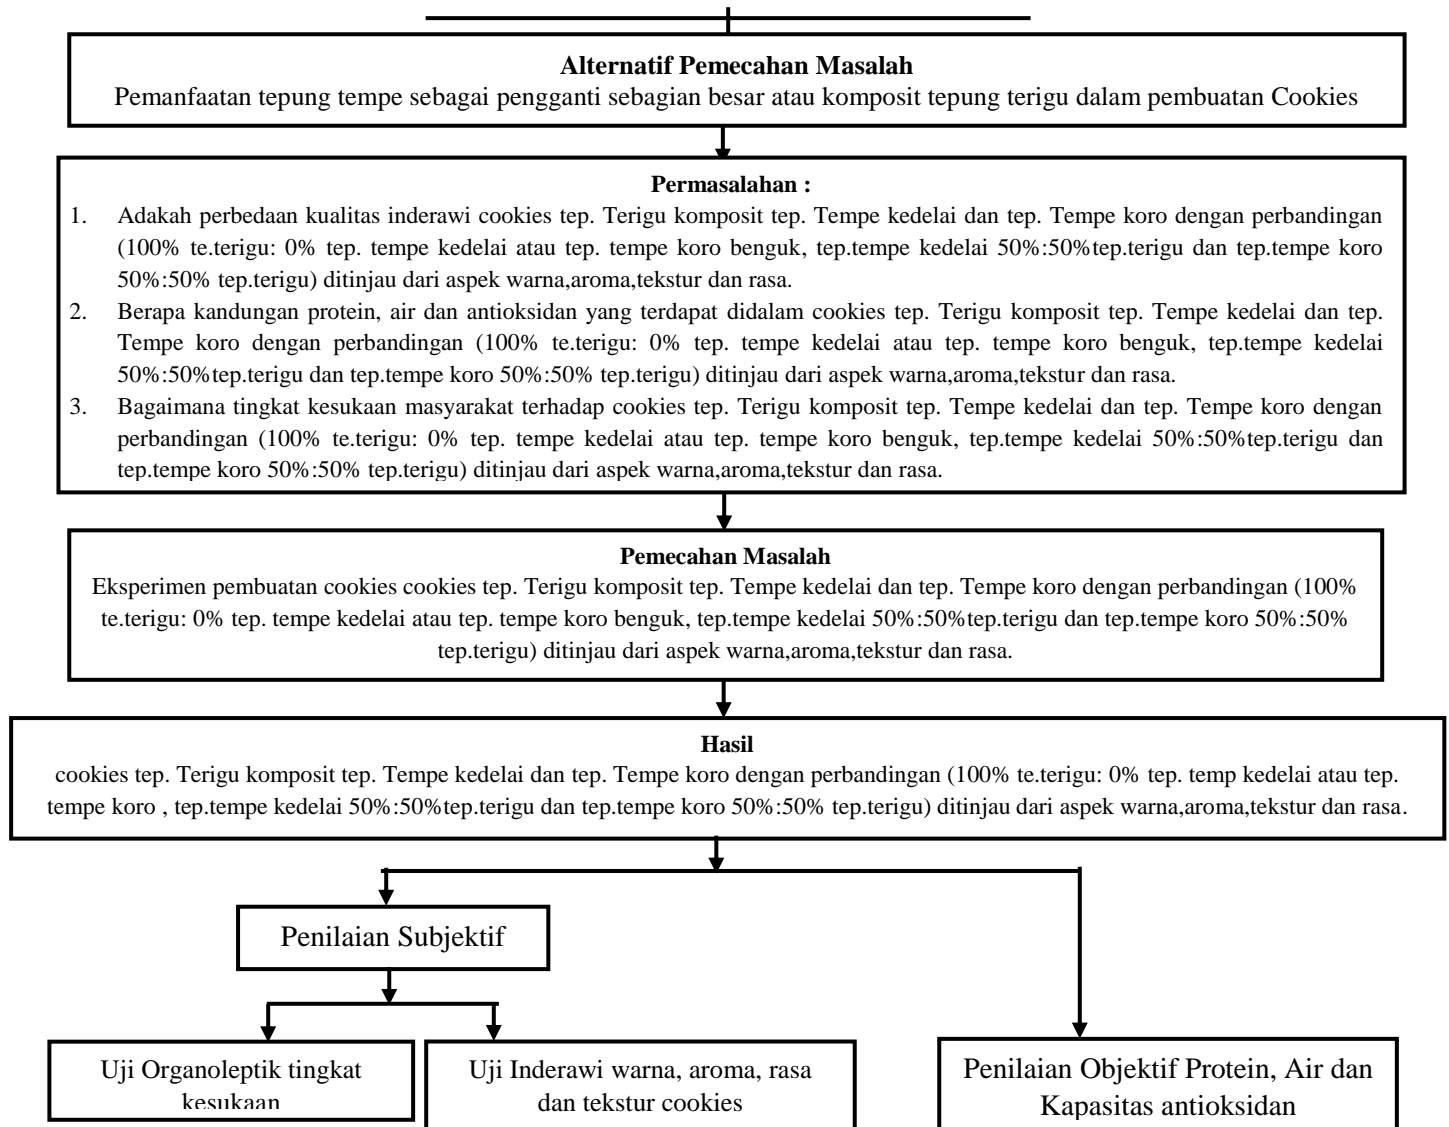 Alternatif Pemecahan Masalah
Pemanfaatan tepung tempe sebagai pengganti sebagian besar atau komposit tepung terigu dalam pembuatan Cookies
Permasalahan :
1. Adakah perbedaan kualitas inderawi cookies tep. Terigu komposit tep. Tempe kedelai dan tep. Tempe koro dengan perbandingan
(100% te.terigu: 0% tep. tempe kedelai atau tep. tempe koro benguk, tep.tempe kedelai 50%:50%tep.terigu dan tep.tempe koro
50%:50% tep.terigu) ditinjau dari aspek warna,aroma,tekstur dan rasa.
2. Berapa kandungan protein, air dan antioksidan yang terdapat didalam cookies tep. Terigu komposit tep. Tempe kedelai dan tep.
Tempe koro dengan perbandingan (100% te.terigu: 0% tep. tempe kedelai atau tep. tempe koro benguk, tep.tempe kedelai
50%:50%tep.terigu dan tep.tempe koro 50%:50% tep.terigu) ditinjau dari aspek warna,aroma,tekstur dan rasa.
3. Bagaimana tingkat kesukaan masyarakat terhadap cookies tep. Terigu komposit tep. Tempe kedelai dan tep. Tempe koro dengan
perbandingan (100% te.terigu: 0% tep. tempe kedelai atau tep. tempe koro benguk, tep.tempe kedelai 50%:50%tep.terigu dan
tep.tempe koro 50%:50% tep.terigu) ditinjau dari aspek warna,aroma,tekstur dan rasa.
Pemecahan Masalah
Eksperimen pembuatan cookies cookies tep. Terigu komposit tep. Tempe kedelai dan tep. Tempe koro dengan perbandingan (100%
te.terigu: 0% tep. tempe kedelai atau tep. tempe koro benguk, tep.tempe kedelai 50%:50%tep.terigu dan tep.tempe koro 50%:50%
tep.terigu) ditinjau dari aspek warna,aroma,tekstur dan rasa.
Hasil
cookies tep. Terigu komposit tep. Tempe kedelai dan tep. Tempe koro dengan perbandingan (100% te.terigu: 0% tep. temp kedelai atau tep.
tempe koro , tep.tempe kedelai 50%:50%tep.terigu dan tep.tempe koro 50%:50% tep.terigu) ditinjau dari aspek warna,aroma,tekstur dan rasa.
Penilaian Subjektif
Uji Organoleptik tingkat
kesukaan
Uji Inderawi warna, aroma, rasa
dan tekstur cookies
Penilaian Objektif Protein, Air dan
Kapasitas antioksidan